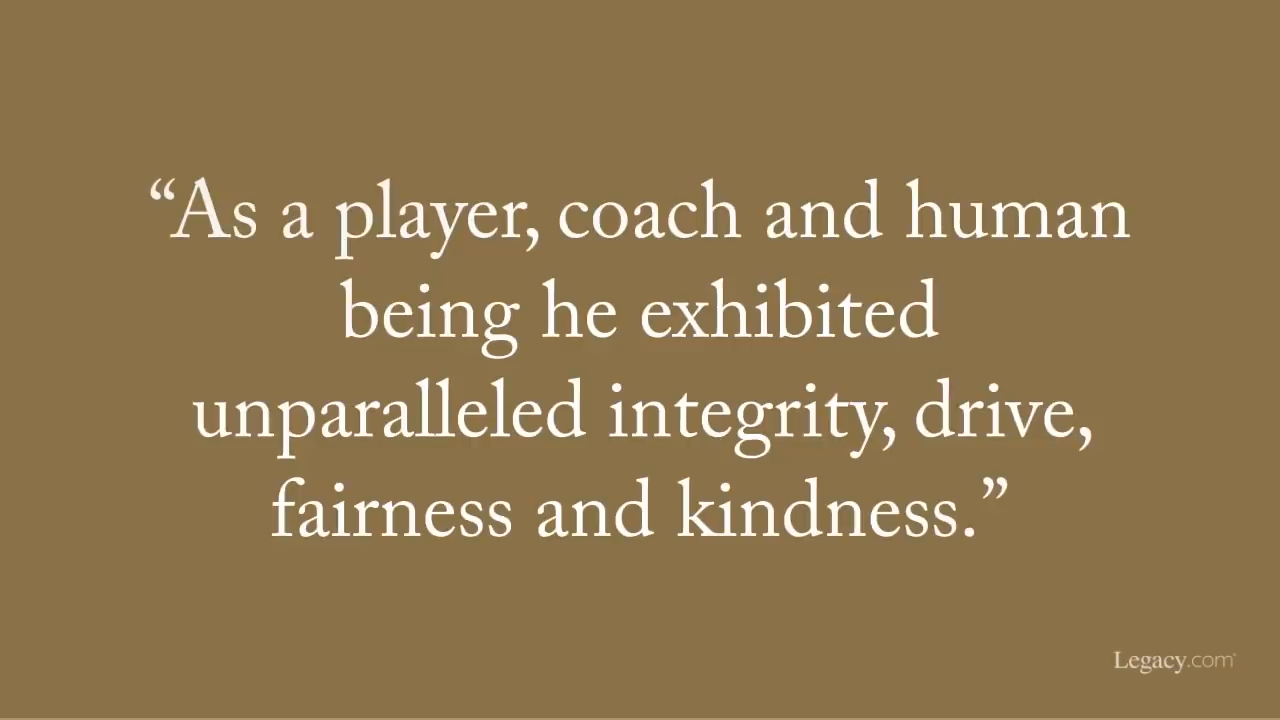 “As a player, coach and human
being he exhibited
unparalleled integrity, drive,
fairness and kindness.”
Legacy.com